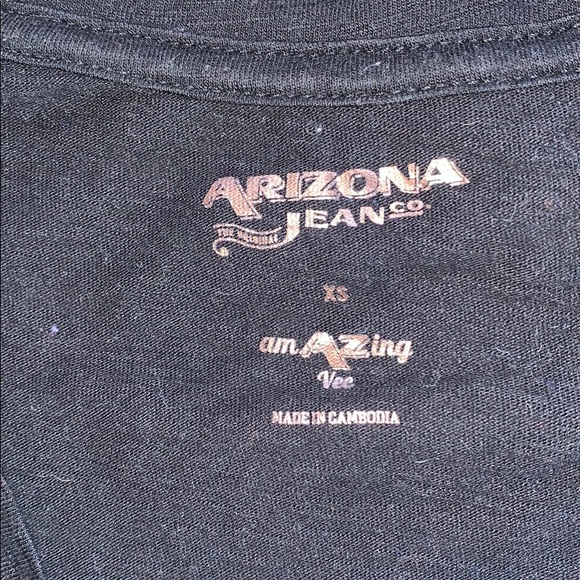 ARIZONA
JEAN CO.
THE ORIGINAL
XS
amAZing
Vee
MADE IN CAMBODIA